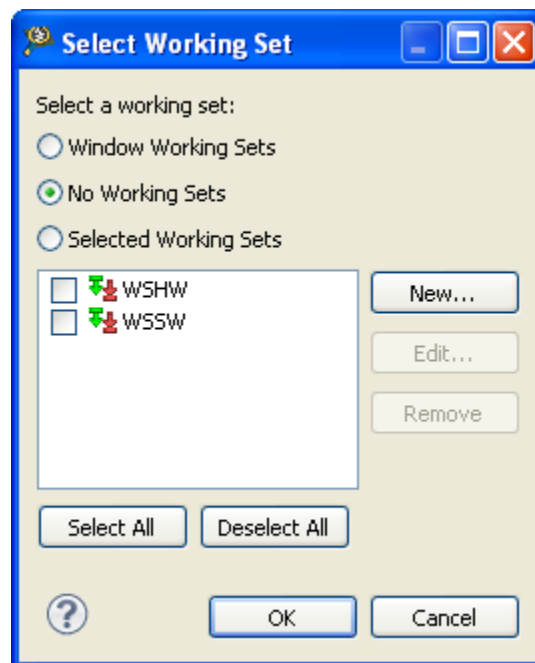 Select Working Set
Select a working set:
Window Working Sets
No Working Sets
Selected Working Sets
WSHW
WSSW
New...
Edit...
Remove
Select All Deselect All
? OK Cancel